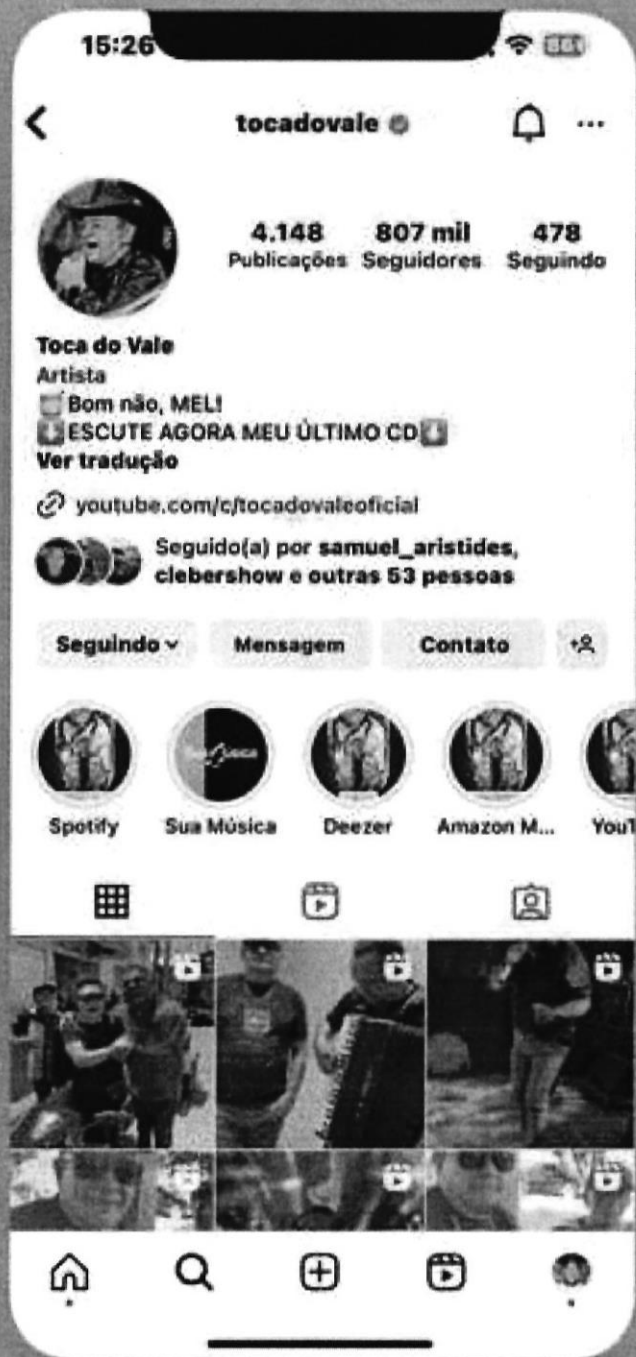 15:26
tocadovale
4.148 807 mil 478
Publicações Seguidores Seguindo
Toca do Vale
Artista
Bom não, MEL!
ESCUTE AGORA MEU ÚLTIMO CD
Ver tradução
youtube.com/c/tocadovaleoficial
Seguido(a) por samuel_aristides,
clebershow e outras 53 pessoas
Seguindo Mensagem Contato
Spotify Sua Música Deezer Amazon M... YouT